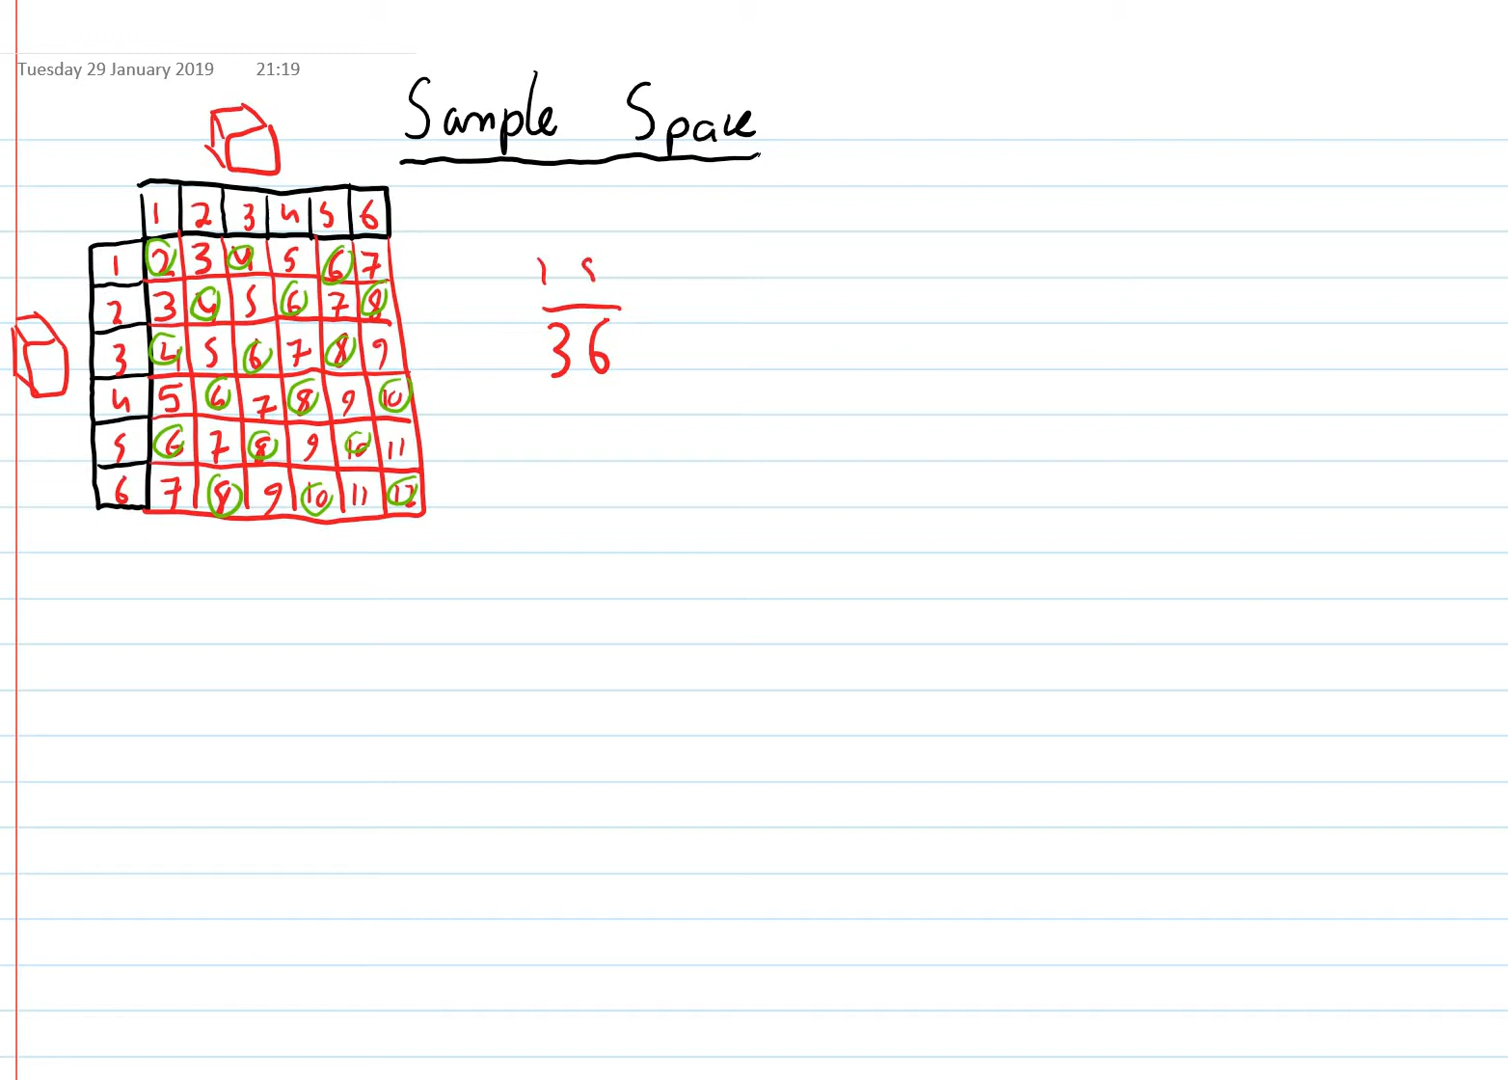 Tuesday 29 January 2019 21:19
Sample Space
1 2 3 4 5 6
1 2 3 4 5 6 7
2 3 4 5 6 7 8
3 4 5 6 7 8 9
4 5 6 7 8 9 10
5 6 7 8 9 10 11
6 7 8 9 10 11 12
36